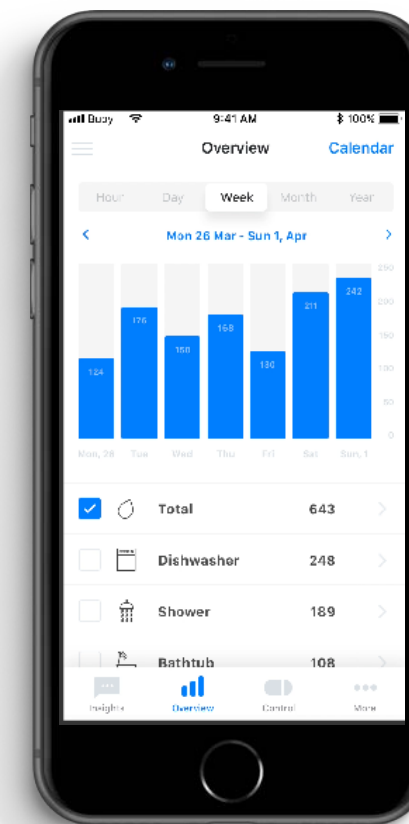 Buoy 9:41 AM 100%
Overview Calendar
Hour Day Week Month Year
Mon 26 Mar - Sun 1, Apr
250
200
150
100
50
0
124 176 150 168 130 211 242
Mon, 26 Tue Wed Thu Fri Sat Sun, 1
Total 643
Dishwasher 248
Shower 189
Bathtub 108
Insights Overview Control More